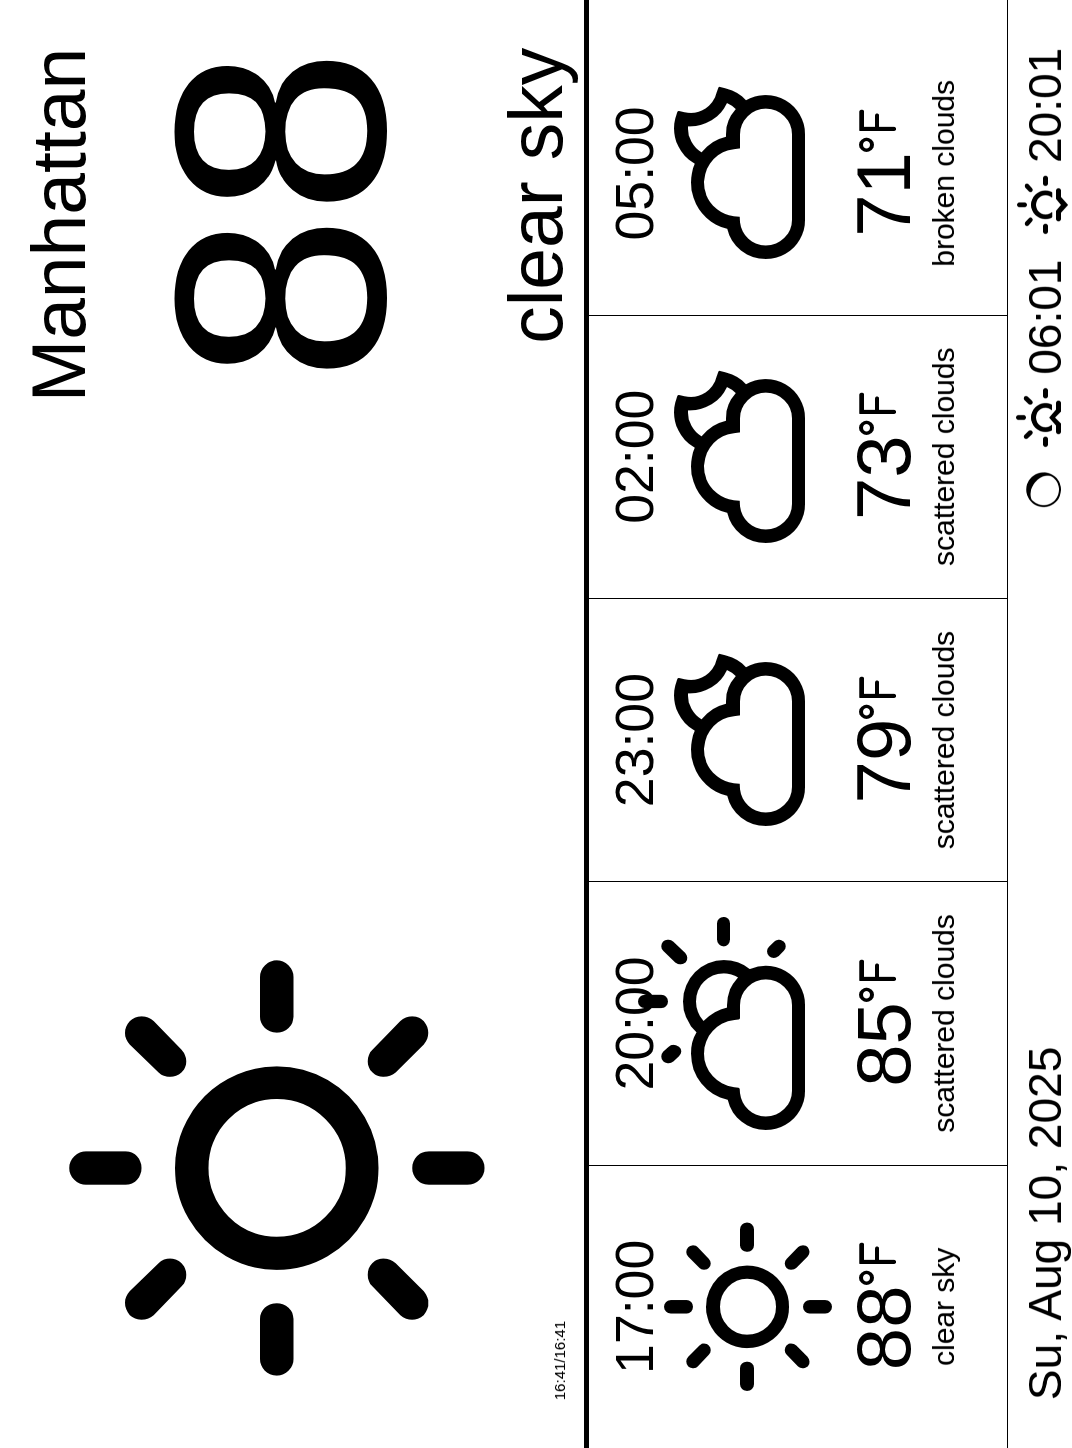 Manhattan
88
clear sky
16:41/16:41
17:00
88°F
clear sky
20:00
85°F
scattered clouds
23:00
79°F
scattered clouds
02:00
73°F
scattered clouds
05:00
71°F
broken clouds
Su, Aug 10, 2025
06:01
20:01